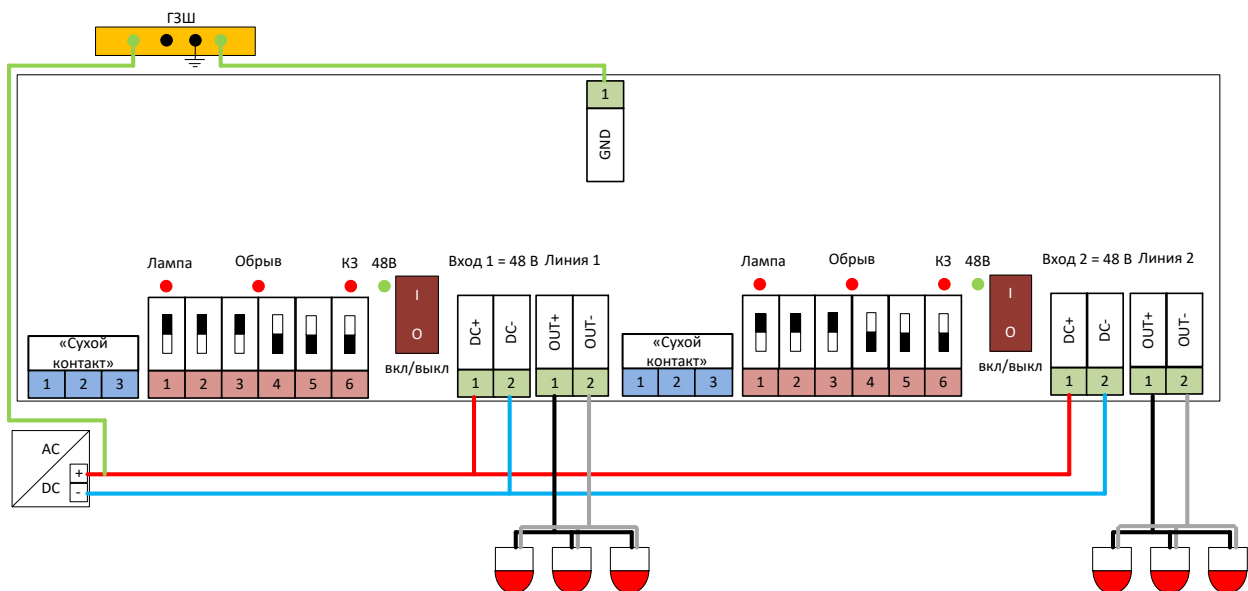 ГЗШ
1
GND
Лампа Обрыв КЗ 48В Вход 1 = 48 В Линия 1
Лампа Обрыв КЗ 48В Вход 2 = 48 В Линия 2
I
O
вкл/выкл
DC+ DC- OUT+ OUT-
«Сухой
контакт»
1 2 3
1 2 3 4 5 6
1 2 1 2
I
O
вкл/выкл
DC+ DC- OUT+ OUT-
«Сухой
контакт»
1 2 3
1 2 3 4 5 6
1 2 1 2
AC
+
DC
-